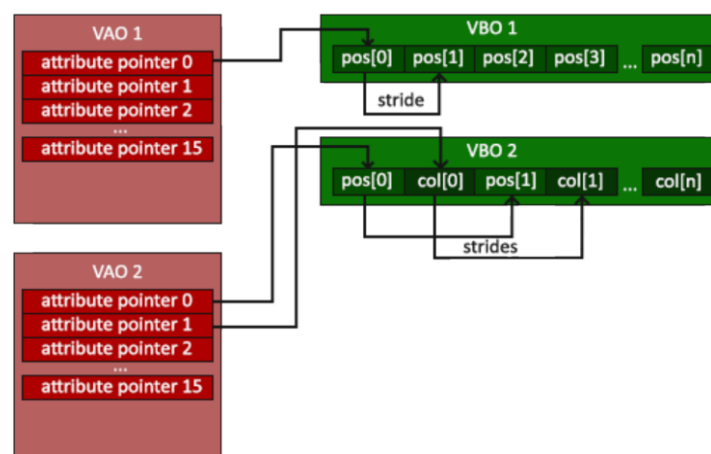 VAO 1
attribute pointer 0
attribute pointer 1
attribute pointer 2
...
attribute pointer 15
VBO 1
pos[0] pos[1] pos[2] pos[3] ... pos[n]
stride
VBO 2
pos[0] col[0] pos[1] col[1] ... col[n]
strides
VAO 2
attribute pointer 0
attribute pointer 1
attribute pointer 2
...
attribute pointer 15